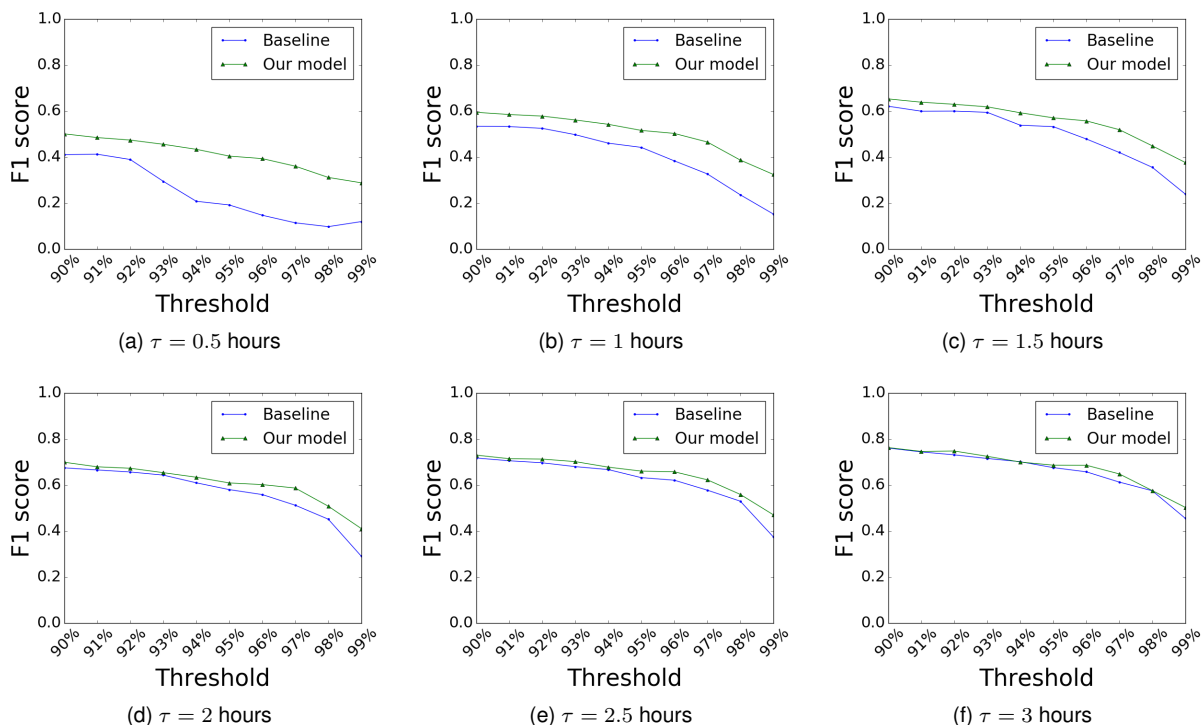 1.0
0.8
0.6
0.4
0.2
0.0
F1 score
Baseline
Our model
90% 91% 92% 93% 94% 95% 96% 97% 98% 99%
Threshold
(a) τ = 0.5 hours
1.0
0.8
0.6
0.4
0.2
0.0
F1 score
Baseline
Our model
90% 91% 92% 93% 94% 95% 96% 97% 98% 99%
Threshold
(b) τ = 1 hours
1.0
0.8
0.6
0.4
0.2
0.0
F1 score
Baseline
Our model
90% 91% 92% 93% 94% 95% 96% 97% 98% 99%
Threshold
(c) τ = 1.5 hours
1.0
0.8
0.6
0.4
0.2
0.0
F1 score
Baseline
Our model
90% 91% 92% 93% 94% 95% 96% 97% 98% 99%
Threshold
(d) τ = 2 hours
1.0
0.8
0.6
0.4
0.2
0.0
F1 score
Baseline
Our model
90% 91% 92% 93% 94% 95% 96% 97% 98% 99%
Threshold
(e) τ = 2.5 hours
1.0
0.8
0.6
0.4
0.2
0.0
F1 score
Baseline
Our model
90% 91% 92% 93% 94% 95% 96% 97% 98% 99%
Threshold
(f) τ = 3 hours